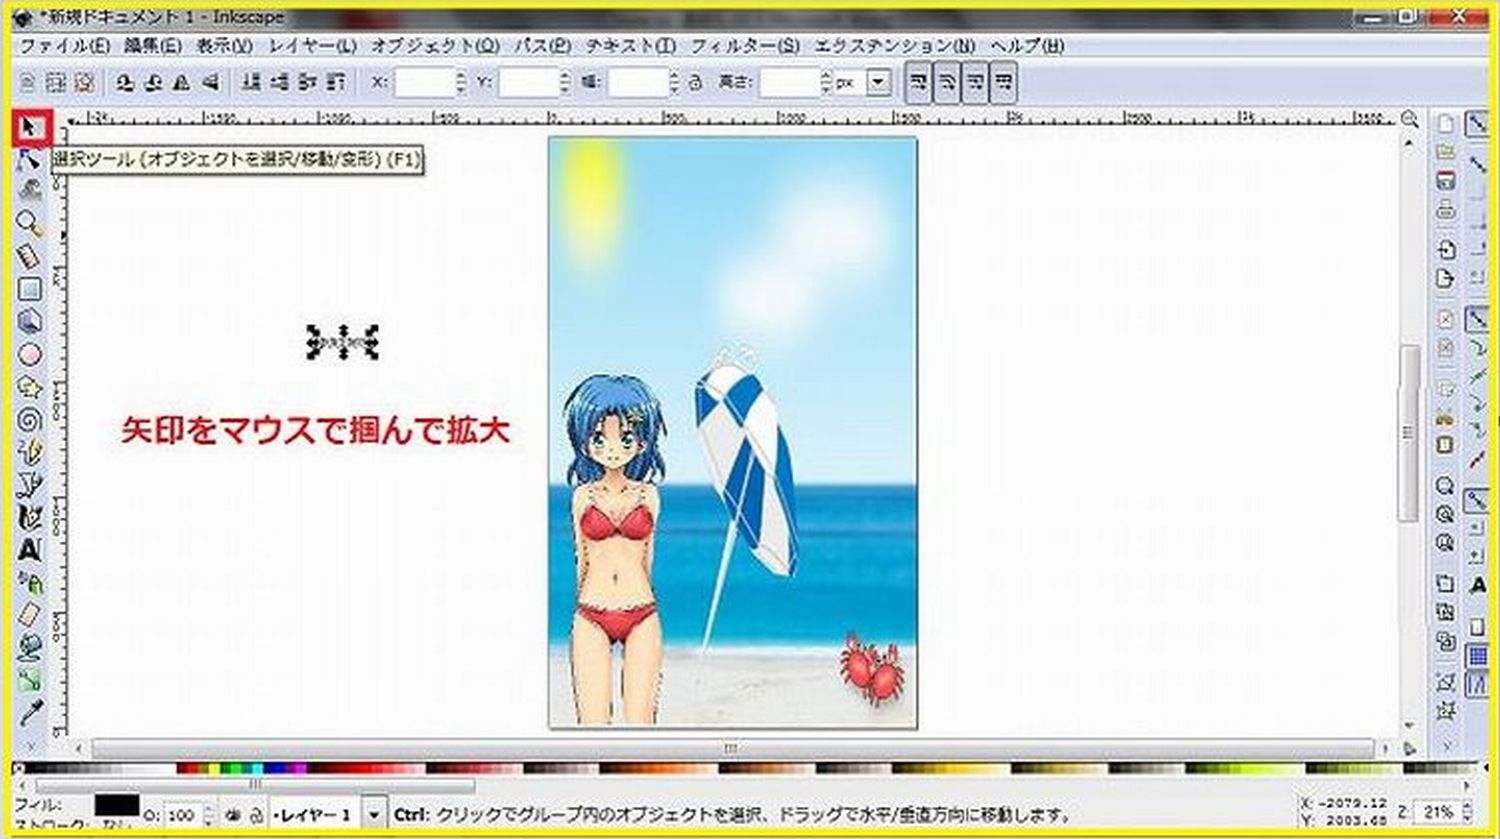 *新規ドキュメント 1 - Inkscape
ファイル(F) 編集(E) 表示(V) レイヤー(L) オブジェクト(O) パス(P) テキスト(T) フィルター(S) エクステンション(N) ヘルプ(H)
X: Y: 幅: 高さ: px
選択ツール (オブジェクトを選択/移動/変形) (F1)
矢印をマウスで掴んで拡大
フィル:
ストローク: なし
O: 100
・レイヤー 1
Ctrl: クリックでグループ内のオブジェクトを選択、ドラッグで水平/垂直方向に移動します。
X: -2079.12
Y: 2003.68
Z: 21%